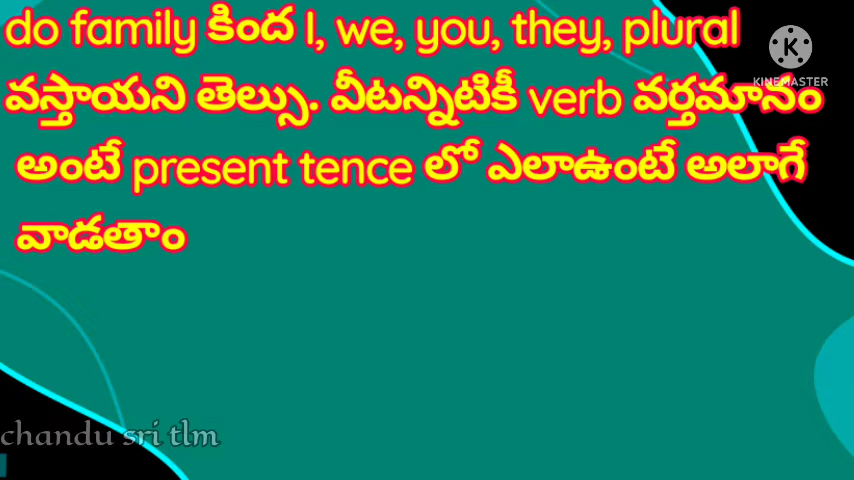 do family కింద I, we, you, they, plural
వస్తాయని తెల్సు. వీటన్నిటికీ verb వర్తమానం
అంటే present tence లో ఎలాఉంటే అలాగే
వాడతాం
KINEMASTER
chandu sri tlm